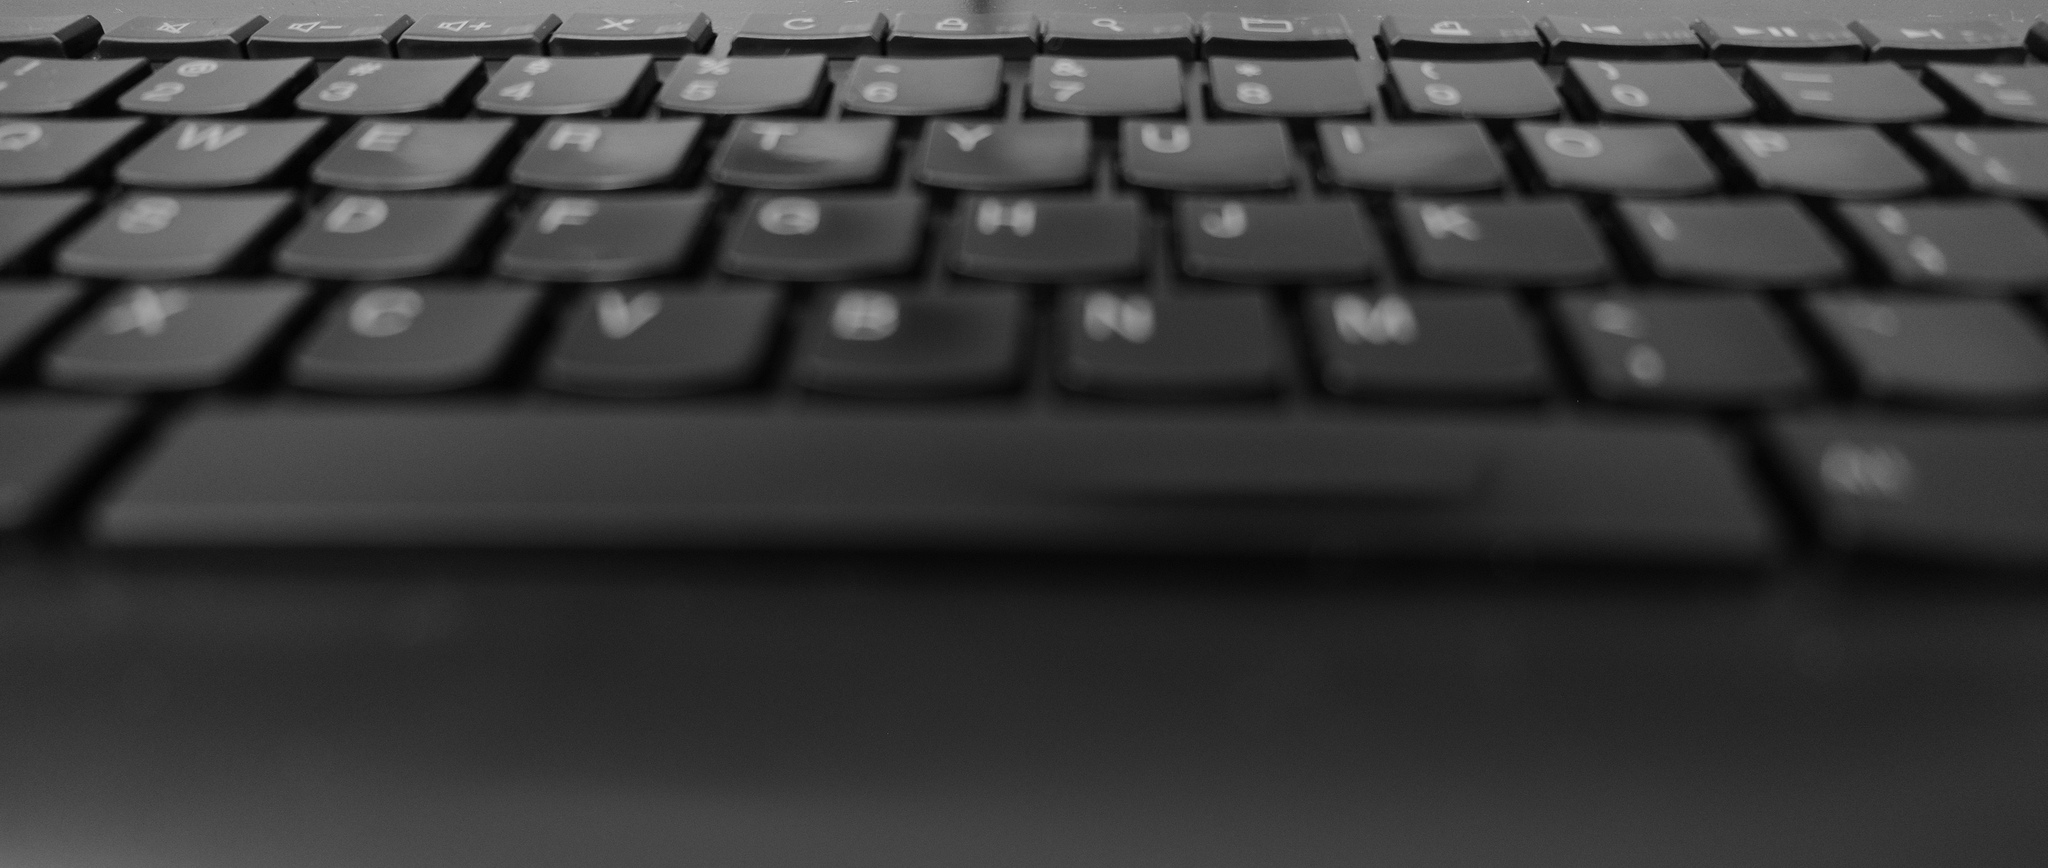 ! @ 2 # 3 $ 4 % 5 ^ 6 & 7 * 8 ( 9 ) 0 - + =
Q W E R T Y U I O P
S D F G H J K L
X C V B N M